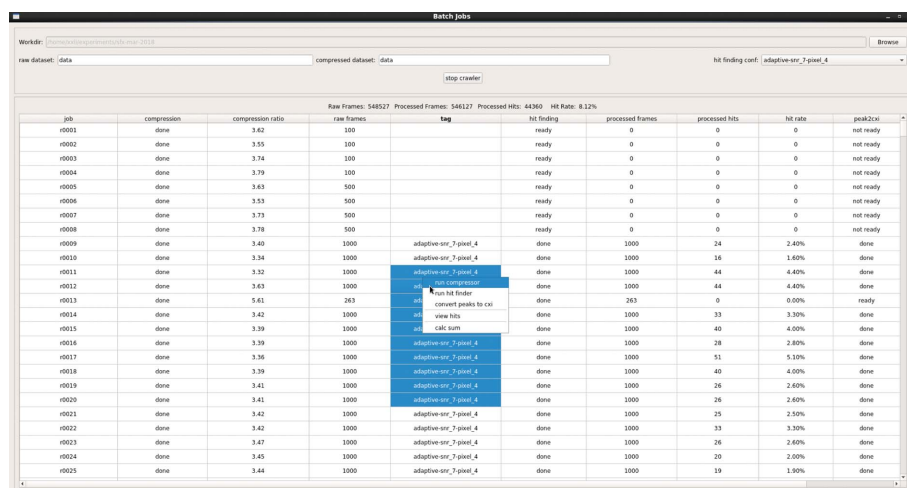 Batch Jobs
Workdir:
Browse
raw dataset: data compressed dataset: data hit finding conf: adaptive-snr_7-pixel_4
stop crawler
Raw Frames: 548527 Processed Frames: 546127 Processed Hits: 44360 Hit Rate: 8.12%
job compression compression ratio raw frames tag hit finding processed frames processed hits hit rate peak2cxi
r0001 done 3.62 100 ready 0 0 0 not ready
r0002 done 3.55 100 ready 0 0 0 not ready
r0003 done 3.74 100 ready 0 0 0 not ready
r0004 done 3.79 100 ready 0 0 0 not ready
r0005 done 3.63 500 ready 0 0 0 not ready
r0006 done 3.53 500 ready 0 0 0 not ready
r0007 done 3.73 500 ready 0 0 0 not ready
r0008 done 3.78 500 ready 0 0 0 not ready
r0009 done 3.40 1000 adaptive-snr_7-pixel_4 done 1000 24 2.40% done
r0010 done 3.34 1000 adaptive-snr_7-pixel_4 done 1000 16 1.60% done
r0011 done 3.32 1000 adaptive-snr_7-pixel_4 done 1000 44 4.40% done
r0012 done 3.63 1000 run compressor done 1000 44 4.40% done
run hit finder
r0013 done 5.61 263 convert peaks to cxi done 263 0 0.00% ready
r0014 done 3.42 1000 view hits done 1000 33 3.30% done
r0015 done 3.39 1000 calc sum done 1000 40 4.00% done
r0016 done 3.39 1000 adaptive-snr_7-pixel_4 done 1000 28 2.80% done
r0017 done 3.36 1000 adaptive-snr_7-pixel_4 done 1000 51 5.10% done
r0018 done 3.39 1000 adaptive-snr_7-pixel_4 done 1000 40 4.00% done
r0019 done 3.41 1000 adaptive-snr_7-pixel_4 done 1000 26 2.60% done
r0020 done 3.41 1000 adaptive-snr_7-pixel_4 done 1000 26 2.60% done
r0021 done 3.42 1000 adaptive-snr_7-pixel_4 done 1000 25 2.50% done
r0022 done 3.42 1000 adaptive-snr_7-pixel_4 done 1000 33 3.30% done
r0023 done 3.47 1000 adaptive-snr_7-pixel_4 done 1000 26 2.60% done
r0024 done 3.45 1000 adaptive-snr_7-pixel_4 done 1000 20 2.00% done
r0025 done 3.44 1000 adaptive-snr_7-pixel_4 done 1000 19 1.90% done